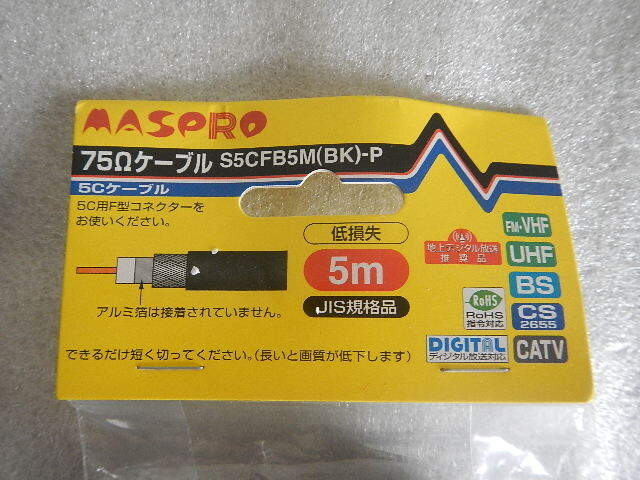 MASPRO
75Ωケーブル S5CFB5M(BK)-P
5Cケーブル
5C用F型コネクターを
お使いください。
アルミ箔は接着されていません。
低損失
5m
JIS規格品
できるだけ短く切ってください。(長いと画質が低下します)
地上デジタル放送
推奨品
RoHS
RoHS
指令対応
DIGITAL
ディジタル放送対応
FM・VHF
UHF
BS
CS
2655
CATV